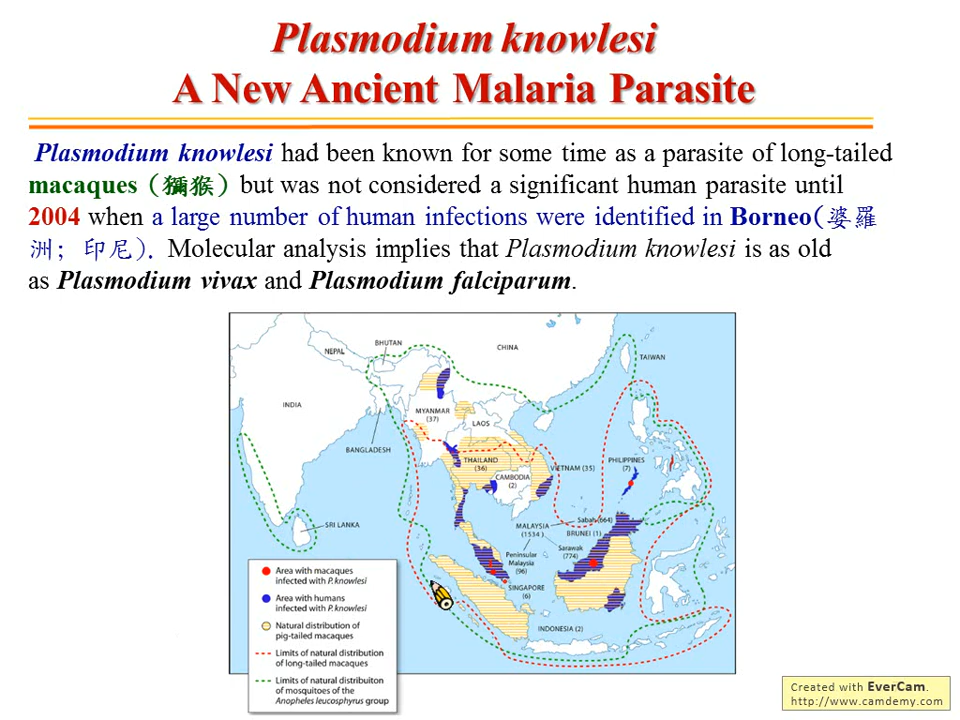 Plasmodium knowlesi
A New Ancient Malaria Parasite
Plasmodium knowlesi had been known for some time as a parasite of long-tailed
macaques (獼猴) but was not considered a significant human parasite until
2004 when a large number of human infections were identified in Borneo(婆羅
洲; 印尼). Molecular analysis implies that Plasmodium knowlesi is as old
as Plasmodium vivax and Plasmodium falciparum.
BHUTAN
NEPAL
CHINA
TAIWAN
INDIA
MYANMAR
(37)
LAOS
BANGLADESH
THAILAND
(36)
VIETNAM (35)
PHILIPPINES
(7)
CAMBODIA
(2)
SRI LANKA
MALAYSIA
(1534)
Sabah (664)
BRUNEI (1)
Sarawak
(774)
Peninsular
Malaysia
(96)
SINGAPORE
(6)
INDONESIA (2)
Area with macaques
infected with P.knowlesi
Area with humans
infected with P.knowlesi
Natural distribution of
pig-tailed macaques
Limits of natural distribution
of long-tailed macaques
Limits of natural distribuiton
of mosquitoes of the
Anopheles leucosphyrus group
Created with EverCam.
http://www.camdemy.com